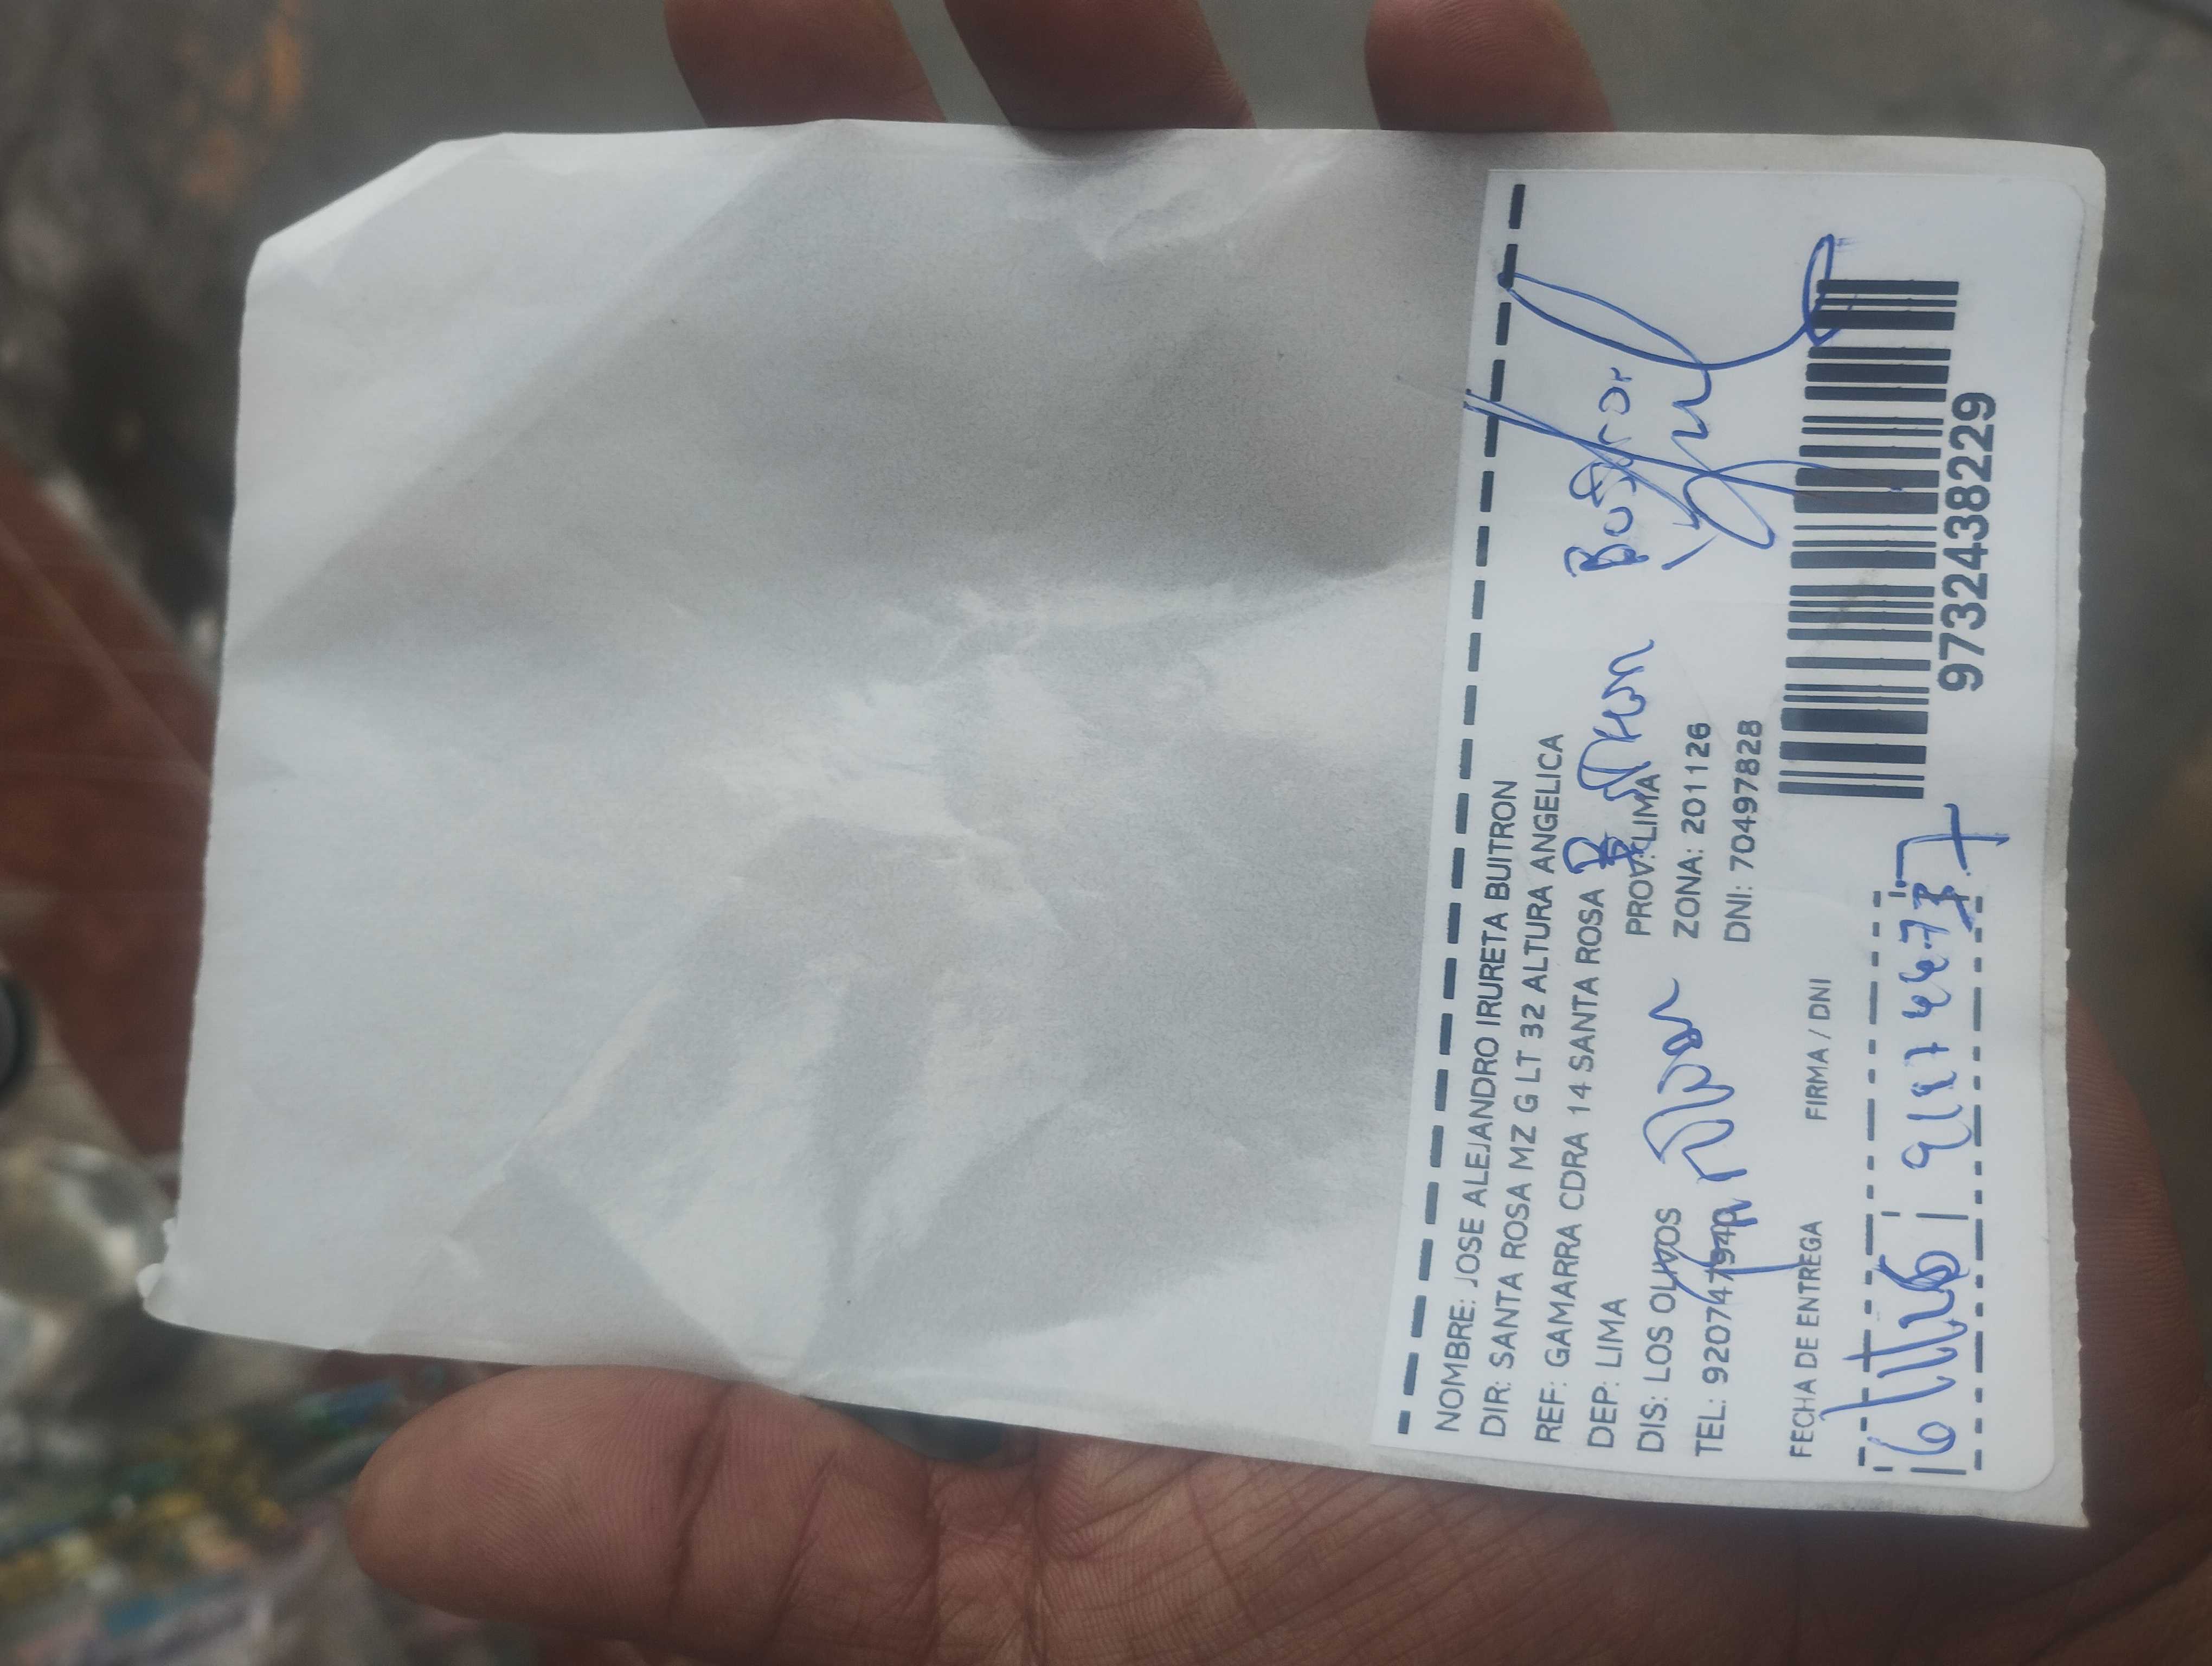 NOMBRE: JOSE ALEJANDRO IRURETA BUITRON
DIR: SANTA ROSA MZ G LT 32 ALTURA ANGELICA
REF: GAMARRA CDRA 14 SANTA ROSA
DEP: LIMA PROV: LIMA
DIS: LOS OLIVOS ZONA: 201126
TEL: 920747940 DNI: 70497828
FECHA DE ENTREGA FIRMA / DNI
9732438229